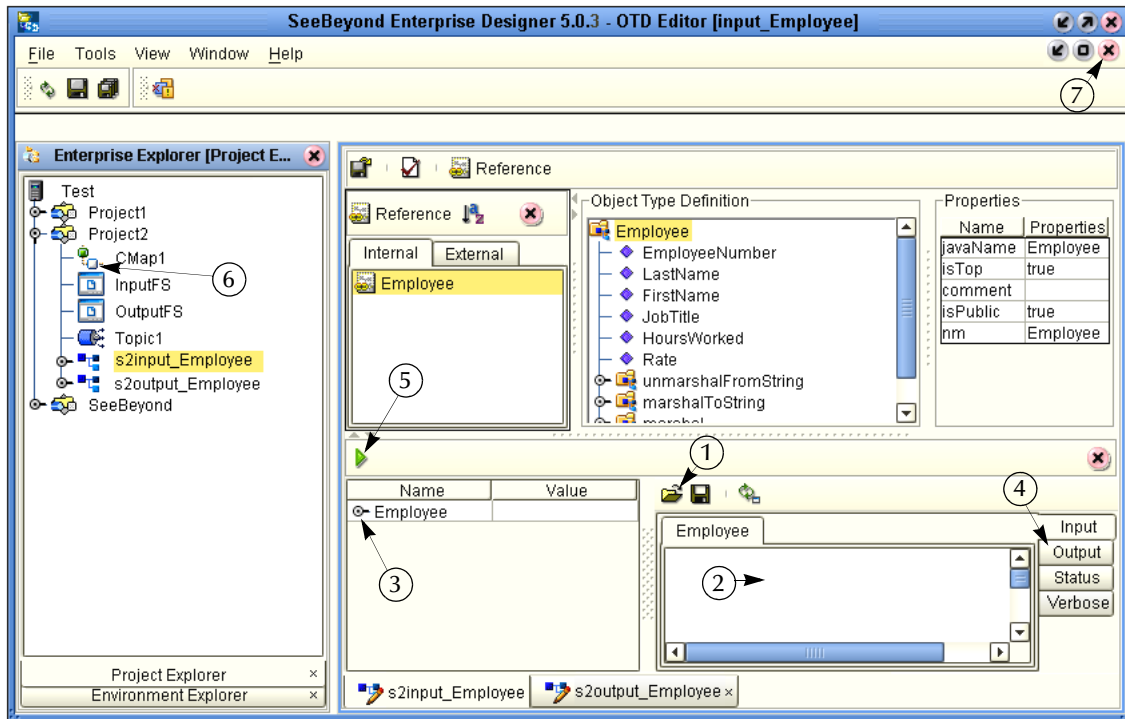 SeeBeyond Enterprise Designer 5.0.3 - OTD Editor [input_Employee]
File Tools View Window Help
7
Enterprise Explorer [Project E...
Test
Project1
Project2
CMap1
6
InputFS
OutputFS
Topic1
s2input_Employee
s2output_Employee
SeeBeyond
Project Explorer ×
Environment Explorer ×
Reference
Reference
Internal External
Employee
5
Object Type Definition
Employee
EmployeeNumber
LastName
FirstName
JobTitle
HoursWorked
Rate
unmarshalFromString
marshalToString
marshal
Properties
Name Properties
javaName Employee
isTop true
comment
isPublic true
nm Employee
1
Name Value
Employee
3
4
Employee
2
Input
Output
Status
Verbose
s2input_Employee s2output_Employee ×